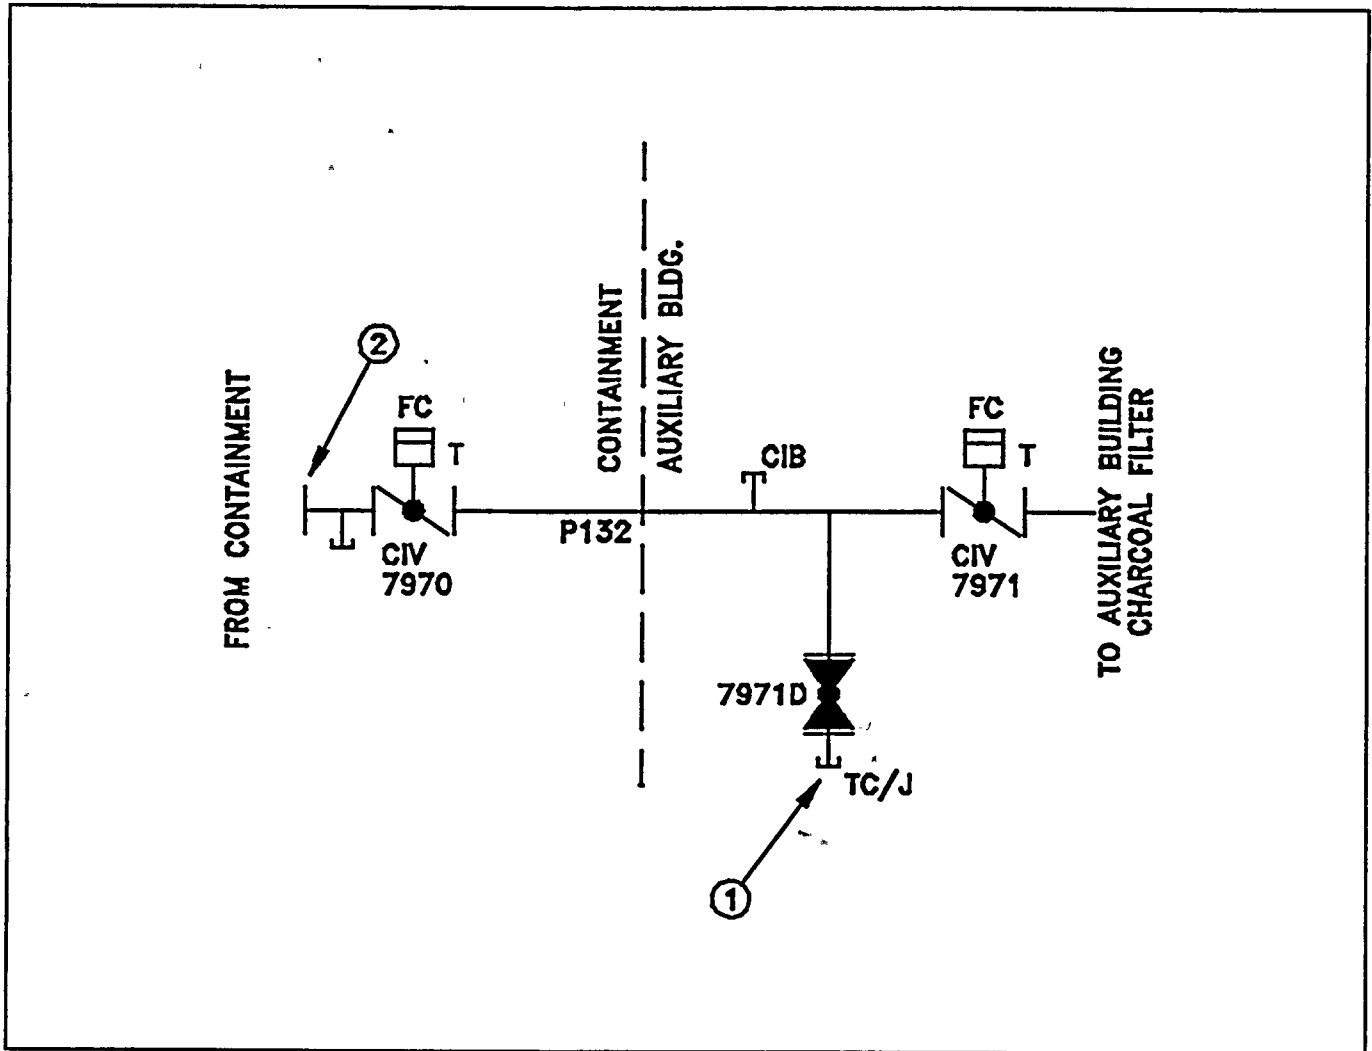 FROM CONTAINMENT
2
FC
T
CIV
7970
CONTAINMENT
AUXILIARY BLDG.
P132
CIB
FC
T
CIV
7971
TO AUXILIARY BUILDING
CHARCOAL FILTER
7971D
TC/J
1